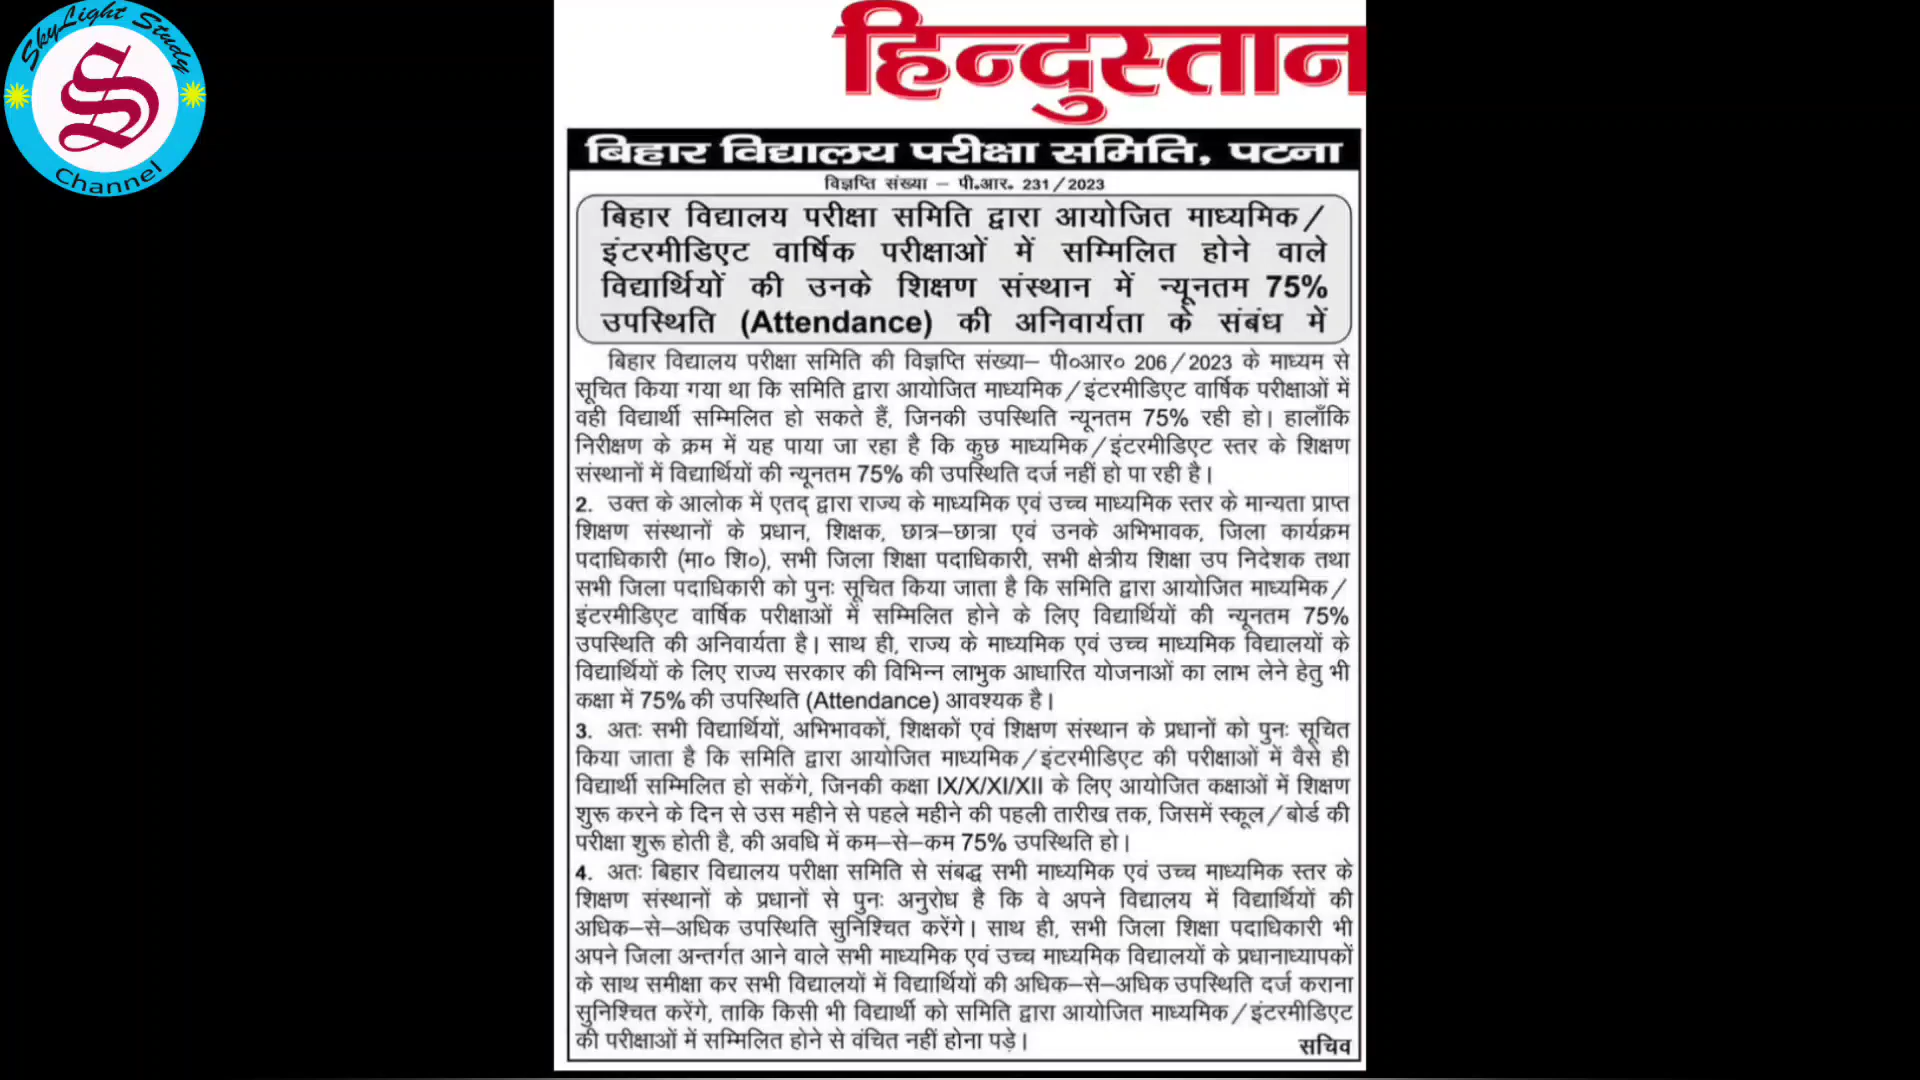 SkyLight Study
S
Channel
हिन्दुस्तान
बिहार विद्यालय परीक्षा समिति, पटना
विज्ञप्ति संख्या – पी.आर. 231/2023
बिहार विद्यालय परीक्षा समिति द्वारा आयोजित माध्यमिक/
इंटरमीडिएट वार्षिक परीक्षाओं में सम्मिलित होने वाले
विद्यार्थियों की उनके शिक्षण संस्थान में न्यूनतम 75%
उपस्थिति (Attendance) की अनिवार्यता के संबंध में
बिहार विद्यालय परीक्षा समिति की विज्ञप्ति संख्या– पी०आर० 206/2023 के माध्यम से
सूचित किया गया था कि समिति द्वारा आयोजित माध्यमिक/इंटरमीडिएट वार्षिक परीक्षाओं में
वही विद्यार्थी सम्मिलित हो सकते हैं, जिनकी उपस्थिति न्यूनतम 75% रही हो। हालाँकि
निरीक्षण के क्रम में यह पाया जा रहा है कि कुछ माध्यमिक/इंटरमीडिएट स्तर के शिक्षण
संस्थानों में विद्यार्थियों की न्यूनतम 75% की उपस्थिति दर्ज नहीं हो पा रही है।
2. उक्त के आलोक में एतद् द्वारा राज्य के माध्यमिक एवं उच्च माध्यमिक स्तर के मान्यता प्राप्त
शिक्षण संस्थानों के प्रधान, शिक्षक, छात्र–छात्रा एवं उनके अभिभावक, जिला कार्यक्रम
पदाधिकारी (मा० शि०), सभी जिला शिक्षा पदाधिकारी, सभी क्षेत्रीय शिक्षा उप निदेशक तथा
सभी जिला पदाधिकारी को पुनः सूचित किया जाता है कि समिति द्वारा आयोजित माध्यमिक/
इंटरमीडिएट वार्षिक परीक्षाओं में सम्मिलित होने के लिए विद्यार्थियों की न्यूनतम 75%
उपस्थिति की अनिवार्यता है। साथ ही, राज्य के माध्यमिक एवं उच्च माध्यमिक विद्यालयों के
विद्यार्थियों के लिए राज्य सरकार की विभिन्न लाभुक आधारित योजनाओं का लाभ लेने हेतु भी
कक्षा में 75% की उपस्थिति (Attendance) आवश्यक है।
3. अतः सभी विद्यार्थियों, अभिभावकों, शिक्षकों एवं शिक्षण संस्थान के प्रधानों को पुनः सूचित
किया जाता है कि समिति द्वारा आयोजित माध्यमिक/इंटरमीडिएट की परीक्षाओं में वैसे ही
विद्यार्थी सम्मिलित हो सकेंगे, जिनकी कक्षा IX/X/XI/XII के लिए आयोजित कक्षाओं में शिक्षण
शुरू करने के दिन से उस महीने से पहले महीने की पहली तारीख तक, जिसमें स्कूल/बोर्ड की
परीक्षा शुरू होती है, की अवधि में कम–से–कम 75% उपस्थिति हो।
4. अतः बिहार विद्यालय परीक्षा समिति से संबद्ध सभी माध्यमिक एवं उच्च माध्यमिक स्तर के
शिक्षण संस्थानों के प्रधानों से पुनः अनुरोध है कि वे अपने विद्यालय में विद्यार्थियों की
अधिक–से–अधिक उपस्थिति सुनिश्चित करेंगे। साथ ही, सभी जिला शिक्षा पदाधिकारी भी
अपने जिला अन्तर्गत आने वाले सभी माध्यमिक एवं उच्च माध्यमिक विद्यालयों के प्रधानाध्यापकों
के साथ समीक्षा कर सभी विद्यालयों में विद्यार्थियों की अधिक–से–अधिक उपस्थिति दर्ज कराना
सुनिश्चित करेंगे, ताकि किसी भी विद्यार्थी को समिति द्वारा आयोजित माध्यमिक/इंटरमीडिएट
की परीक्षाओं में सम्मिलित होने से वंचित नहीं होना पड़े।
सचिव